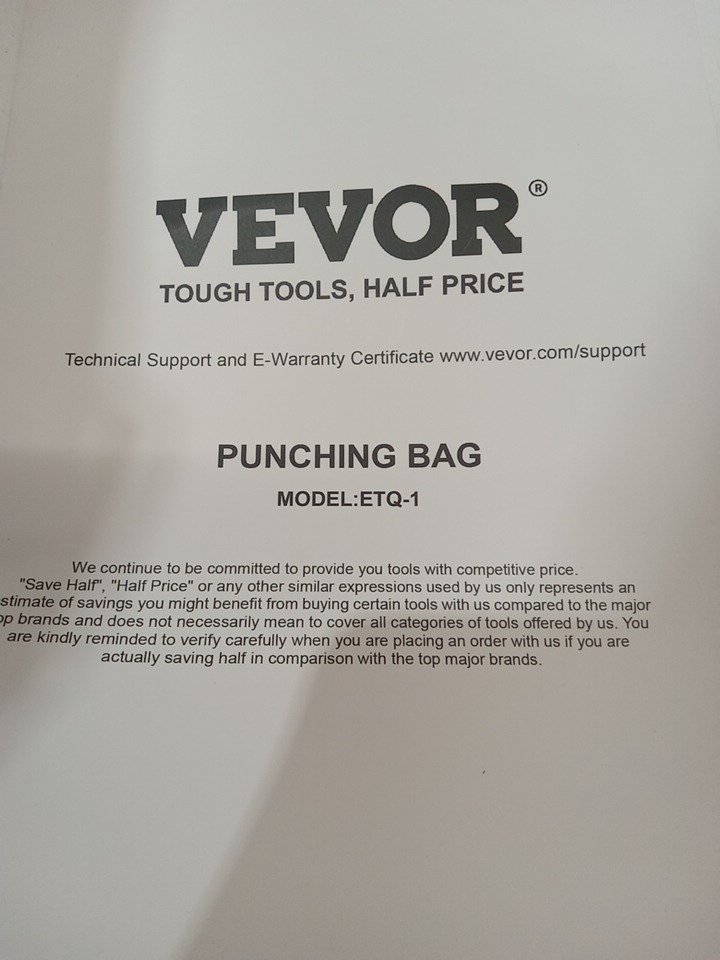 VEVOR®
TOUGH TOOLS, HALF PRICE
Technical Support and E-Warranty Certificate www.vevor.com/support
PUNCHING BAG
MODEL:ETQ-1
We continue to be committed to provide you tools with competitive price.
"Save Half", "Half Price" or any other similar expressions used by us only represents an
stimate of savings you might benefit from buying certain tools with us compared to the major
op brands and does not necessarily mean to cover all categories of tools offered by us. You
are kindly reminded to verify carefully when you are placing an order with us if you are
actually saving half in comparison with the top major brands.